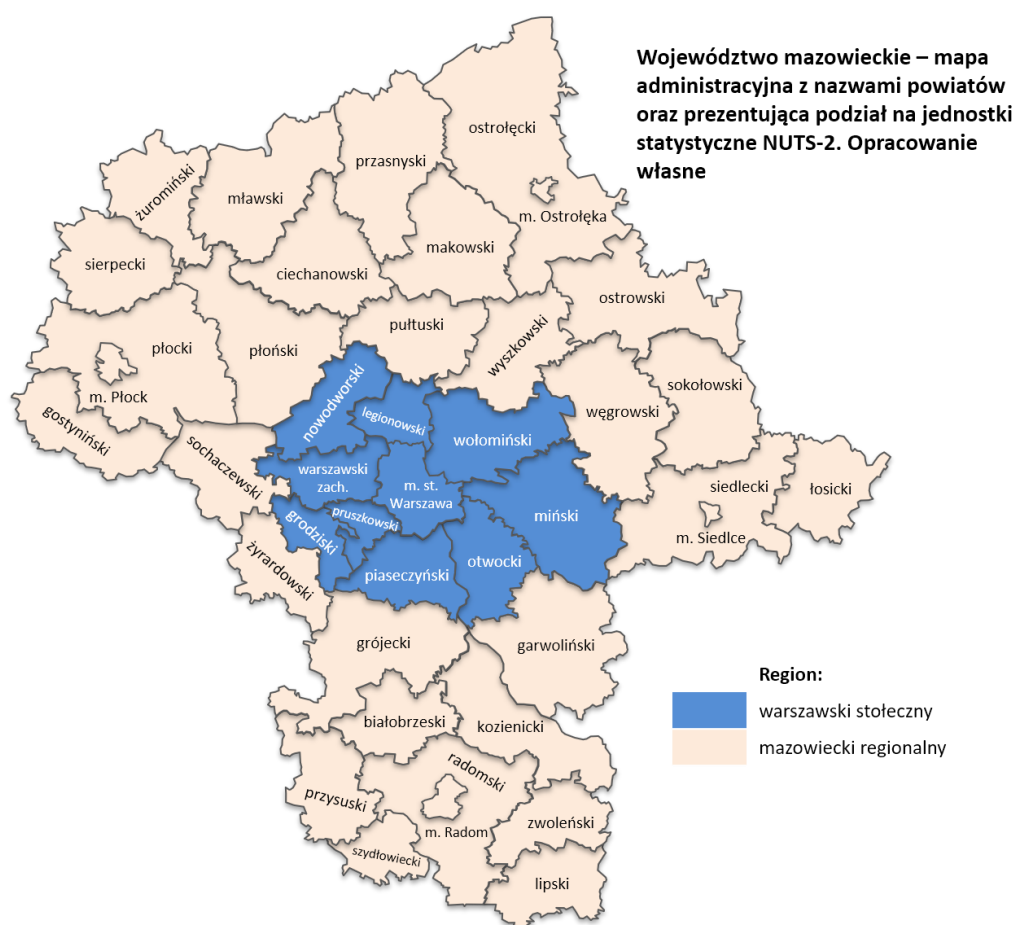 Województwo mazowieckie – mapa
administracyjna z nazwami powiatów
oraz prezentująca podział na jednostki
statystyczne NUTS-2. Opracowanie
własne
ostrołęcki
przasnyski
żuromiński
mławski
m. Ostrołęka
makowski
sierpecki
ciechanowski
ostrowski
pułtuski
wyszkowski
płocki
płoński
sokołowski
m. Płock
nowodworski
legionowski
węgrowski
gostyniński
wołomiński
sochaczewski
warszawski
zach.
m. st.
Warszawa
siedlecki
łosicki
pruszkowski
miński
grodziski
m. Siedlce
żyrardowski
otwocki
piaseczyński
grójecki
garwoliński
Region:
warszawski stołeczny
mazowiecki regionalny
białobrzeski
kozienicki
radomski
przysuski
zwoleński
m. Radom
szydłowiecki
lipski